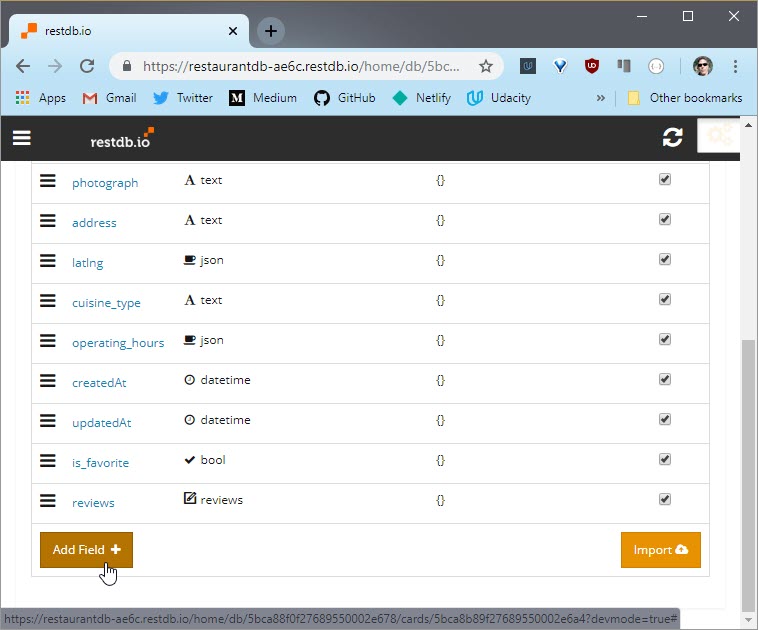 restdb.io
https://restaurantdb-ae6c.restdb.io/home/db/5bc...
Apps Gmail Twitter Medium GitHub Netlify Udacity » Other bookmarks
restdb.io
photograph A text {}
address A text {}
latlng json {}
cuisine_type A text {}
operating_hours json {}
createdAt datetime {}
updatedAt datetime {}
is_favorite bool {}
reviews reviews {}
Add Field + Import
https://restaurantdb-ae6c.restdb.io/home/db/5bca88f0f27689550002e678/cards/5bca8b89f27689550002e6a4?devmode=true#